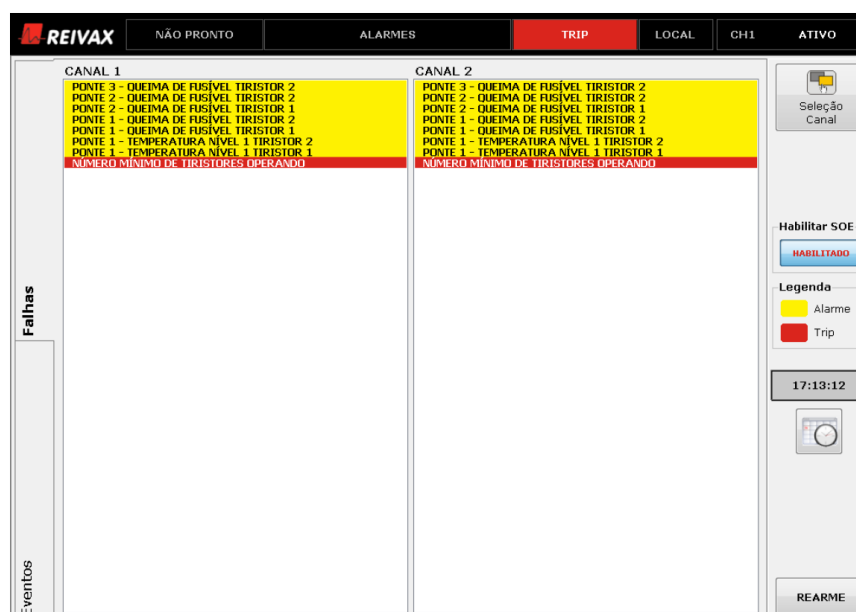 REIVAX
NÃO PRONTO
ALARMES
TRIP
LOCAL
CH1
ATIVO
CANAL 1
PONTE 3 - QUEIMA DE FUSÍVEL TIRISTOR 2
PONTE 2 - QUEIMA DE FUSÍVEL TIRISTOR 2
PONTE 2 - QUEIMA DE FUSÍVEL TIRISTOR 1
PONTE 1 - QUEIMA DE FUSÍVEL TIRISTOR 2
PONTE 1 - QUEIMA DE FUSÍVEL TIRISTOR 1
PONTE 1 - TEMPERATURA NÍVEL 1 TIRISTOR 2
PONTE 1 - TEMPERATURA NÍVEL 1 TIRISTOR 1
NÚMERO MÍNIMO DE TIRISTORES OPERANDO
CANAL 2
PONTE 3 - QUEIMA DE FUSÍVEL TIRISTOR 2
PONTE 2 - QUEIMA DE FUSÍVEL TIRISTOR 2
PONTE 2 - QUEIMA DE FUSÍVEL TIRISTOR 1
PONTE 1 - QUEIMA DE FUSÍVEL TIRISTOR 2
PONTE 1 - QUEIMA DE FUSÍVEL TIRISTOR 1
PONTE 1 - TEMPERATURA NÍVEL 1 TIRISTOR 2
PONTE 1 - TEMPERATURA NÍVEL 1 TIRISTOR 1
NÚMERO MÍNIMO DE TIRISTORES OPERANDO
Seleção
Canal
Habilitar SOE
HABILITADO
Legenda
Alarme
Trip
17:13:12
REARME
Falhas
Eventos